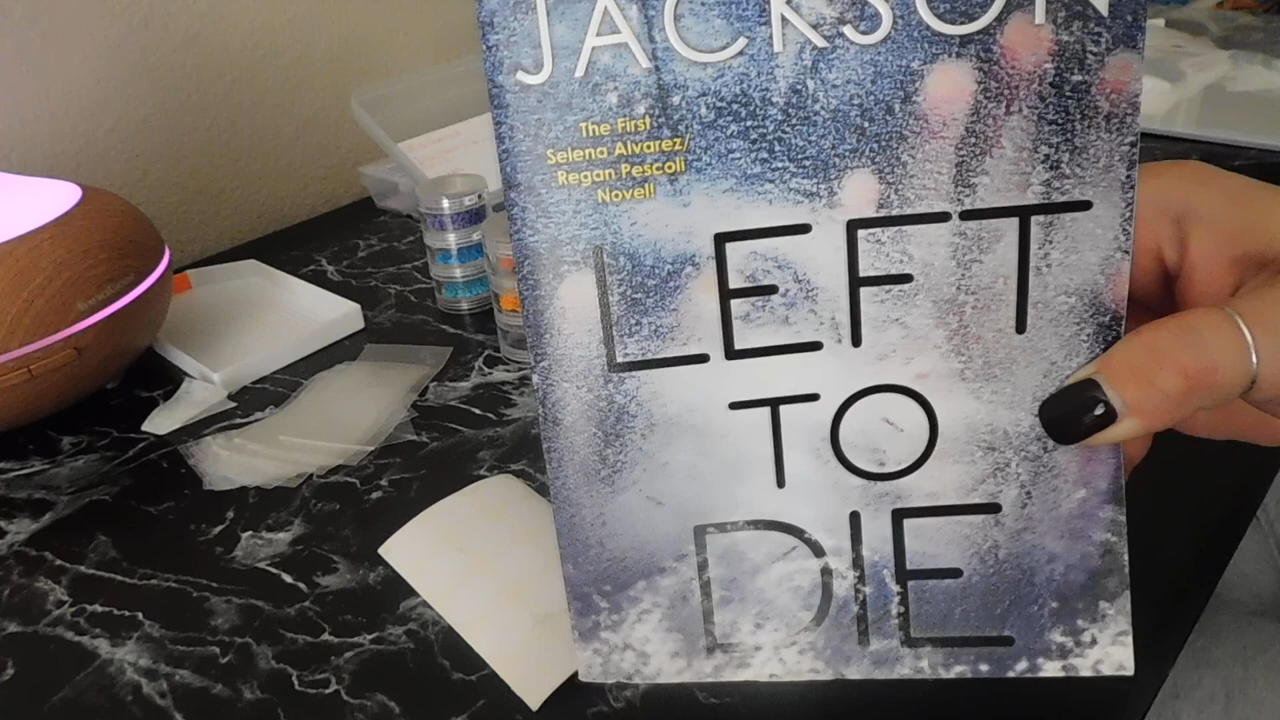 JACKSON
The First
Selena Alvarez/
Regan Pescoli
Novel!
LEFT
TO
DIE